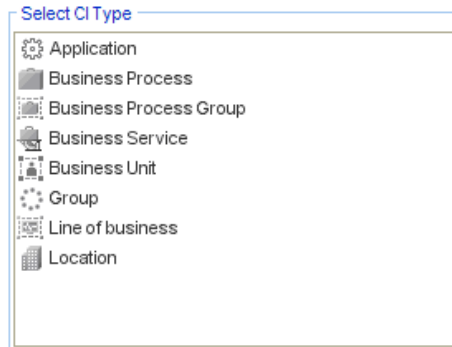 Select CI Type
Application
Business Process
Business Process Group
Business Service
Business Unit
Group
Line of business
Location